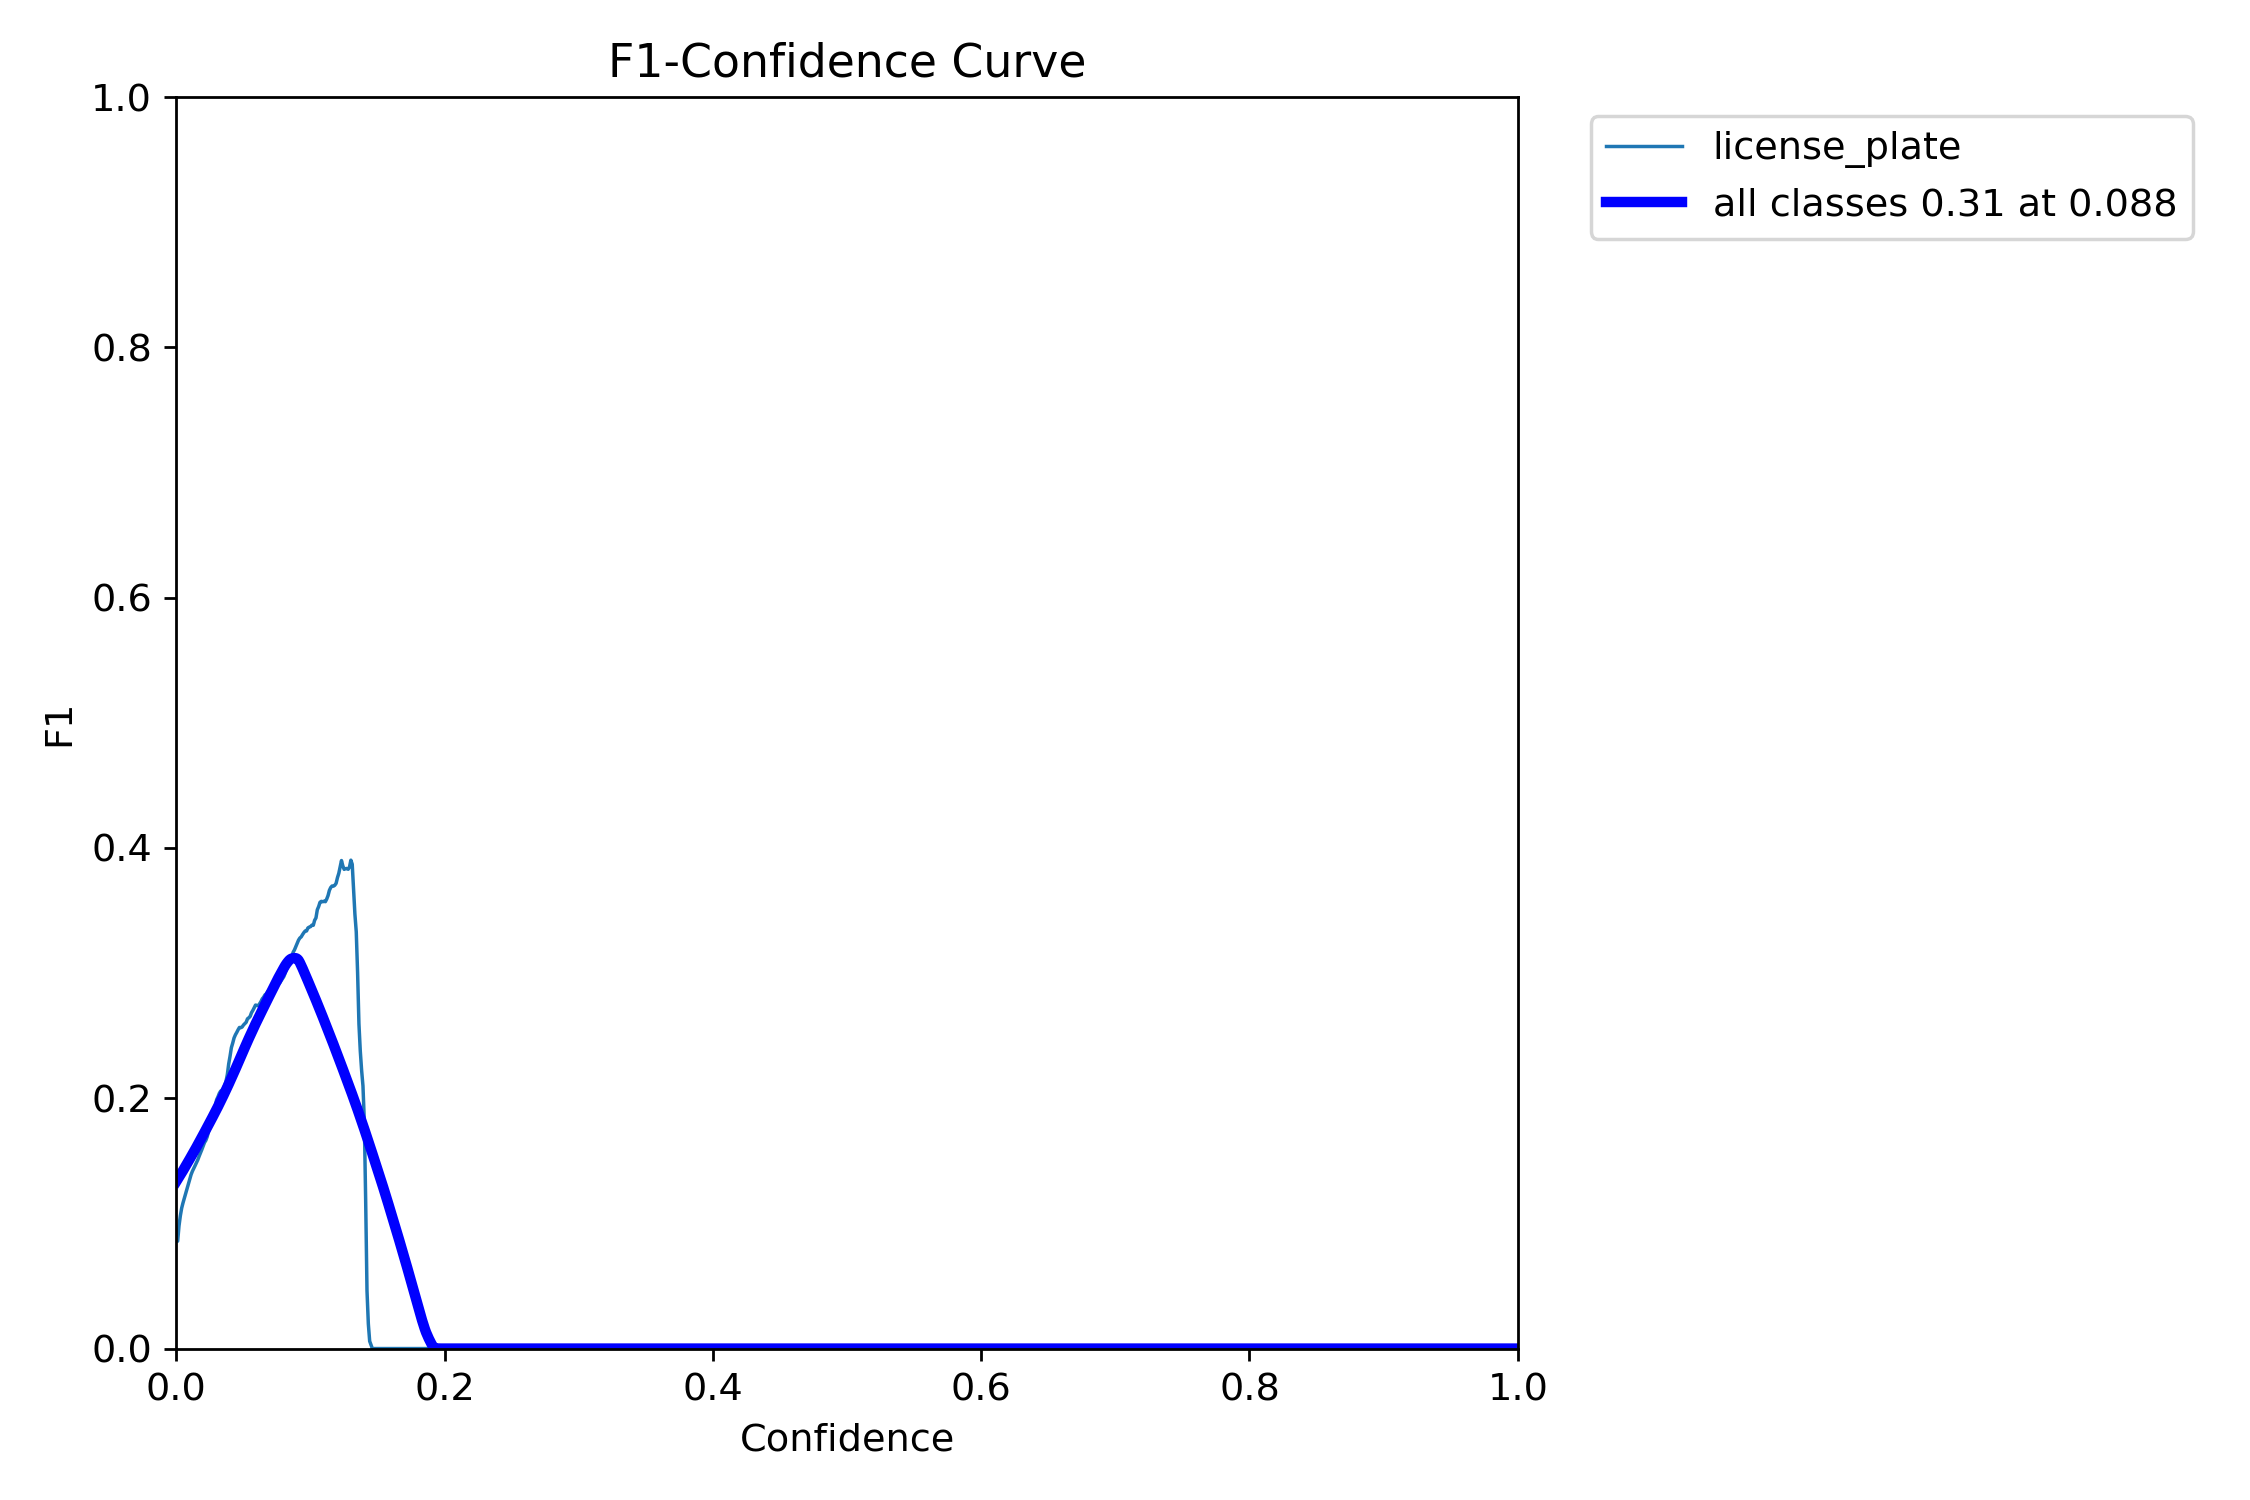 F1-Confidence Curve
1.0
0.8
0.6
0.4
0.2
0.0
F1
0.0 0.2 0.4 0.6 0.8 1.0
Confidence
license_plate
all classes 0.31 at 0.088